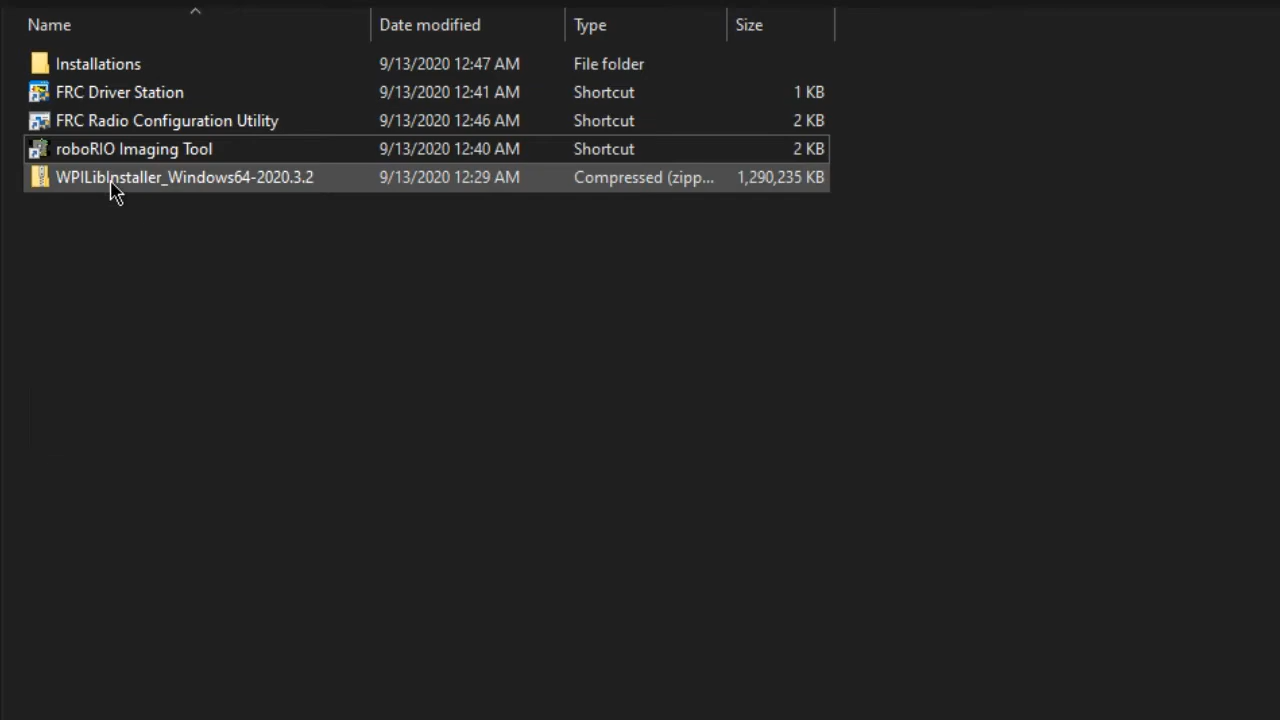 Name Date modified Type Size
Installations 9/13/2020 12:47 AM File folder
FRC Driver Station 9/13/2020 12:41 AM Shortcut 1 KB
FRC Radio Configuration Utility 9/13/2020 12:46 AM Shortcut 2 KB
roboRIO Imaging Tool 9/13/2020 12:40 AM Shortcut 2 KB
WPILibInstaller_Windows64-2020.3.2 9/13/2020 12:29 AM Compressed (zipp... 1,290,235 KB